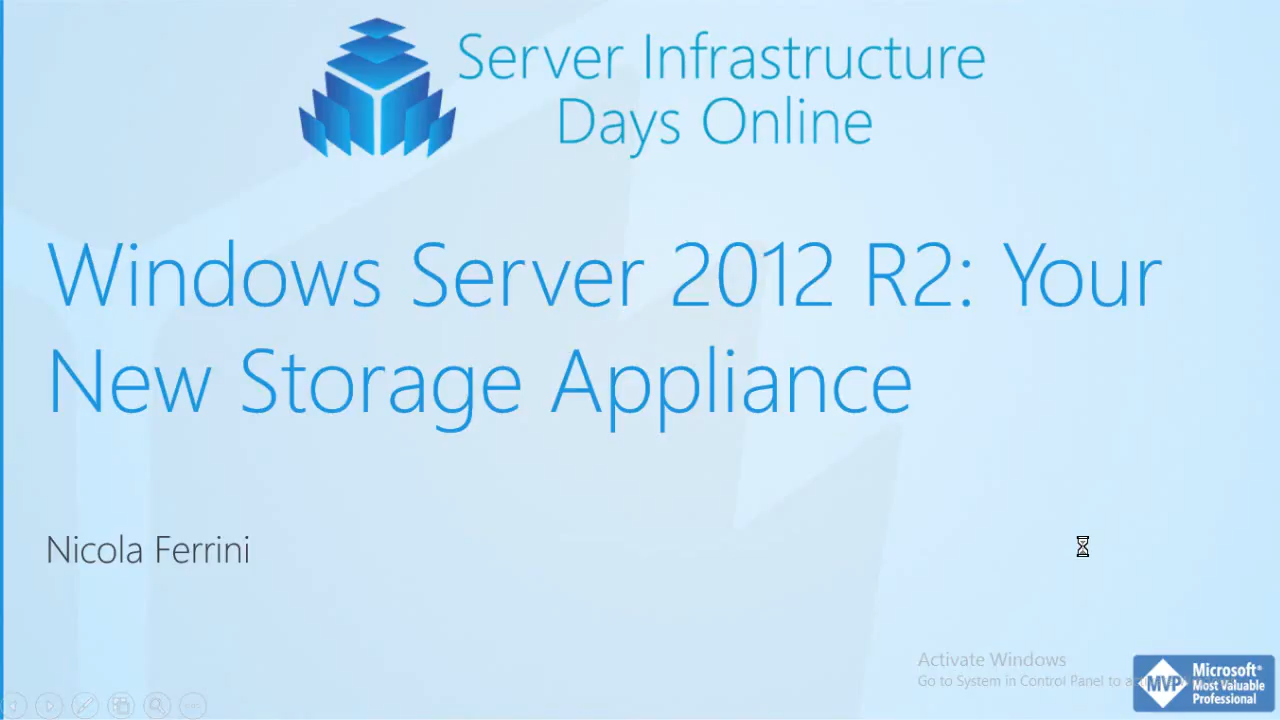 Server Infrastructure
Days Online
Windows Server 2012 R2: Your
New Storage Appliance
Nicola Ferrini
Activate Windows
Go to System in Control Panel to
MVP
Microsoft®
Most Valuable
Professional